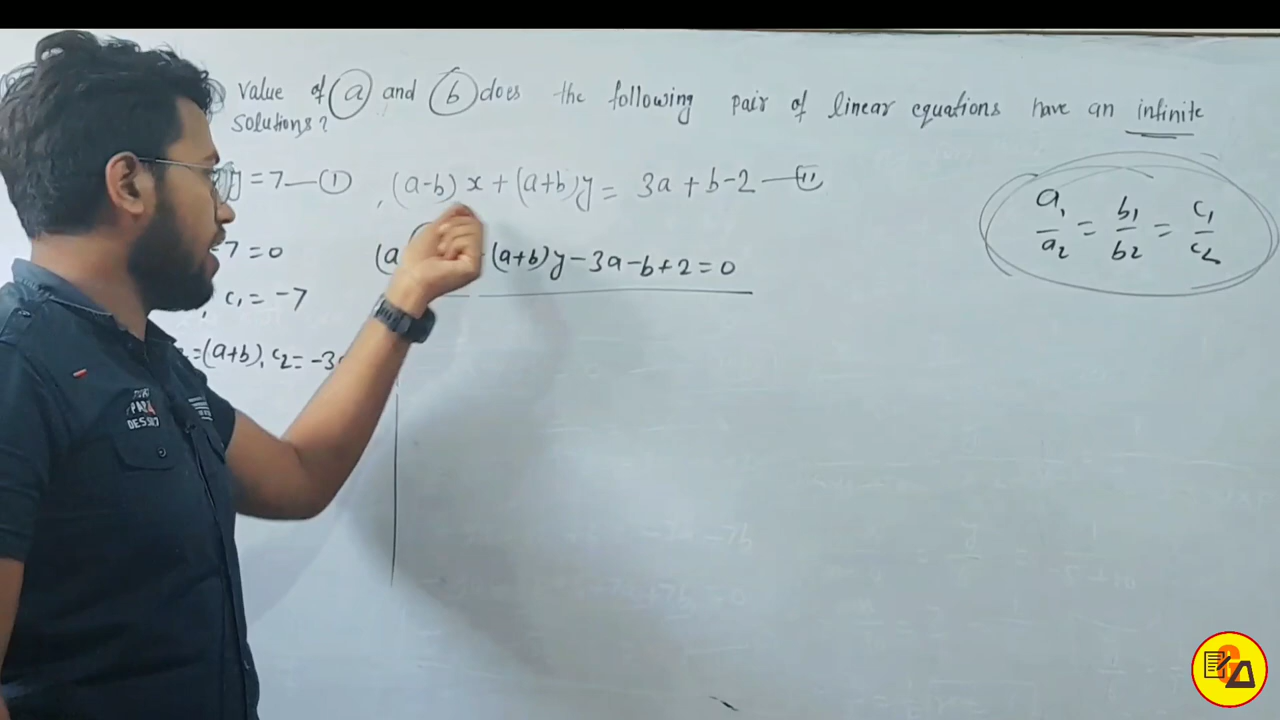 Value of a and b does the following pair of linear equations have an infinite
solutions?
y = 7 — (1) , (a-b) x + (a+b)y = 3a + b - 2 — (11)
-7 = 0 (a (a+b)y - 3a - b + 2 = 0
, c₁ = -7
=(a+b), c₂ = -3
a₁/a₂ = b₁/b₂ = c₁/c₂